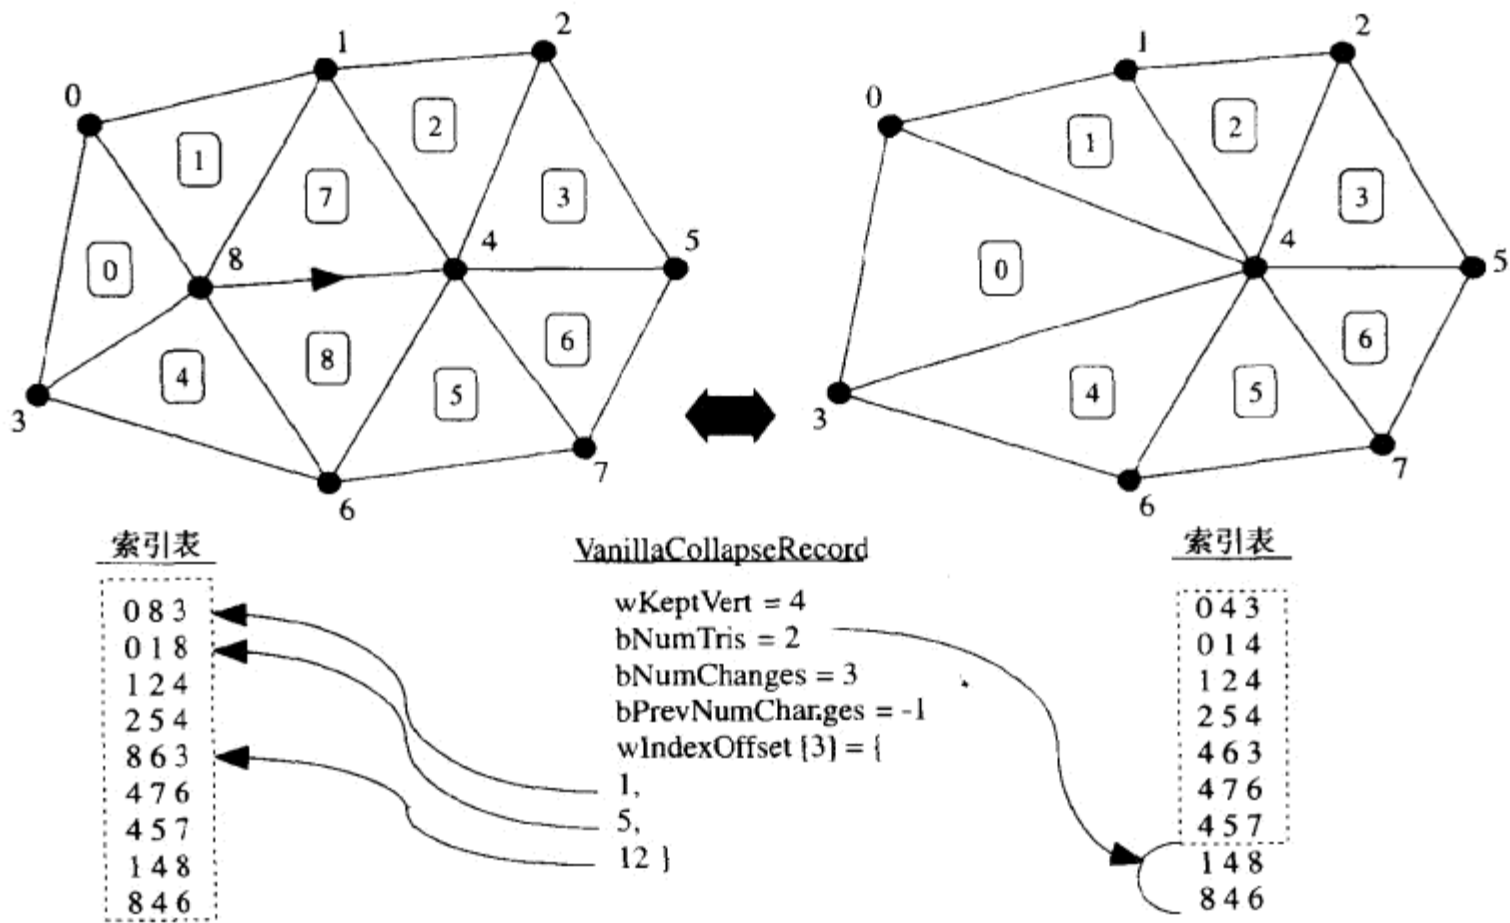 1
2
0
1
2
7
3
8
4
5
0
4
8
6
5
3
7
6
1
2
0
1
2
3
4
5
0
6
4
5
3
7
6
索引表
0 8 3
0 1 8
1 2 4
2 5 4
8 6 3
4 7 6
4 5 7
1 4 8
8 4 6
VanillaCollapseRecord
wKeptVert = 4
bNumTris = 2
bNumChanges = 3
bPrevNumChanges = -1
wIndexOffset [3] = {
1,
5,
12 }
索引表
0 4 3
0 1 4
1 2 4
2 5 4
4 6 3
4 7 6
4 5 7
1 4 8
8 4 6